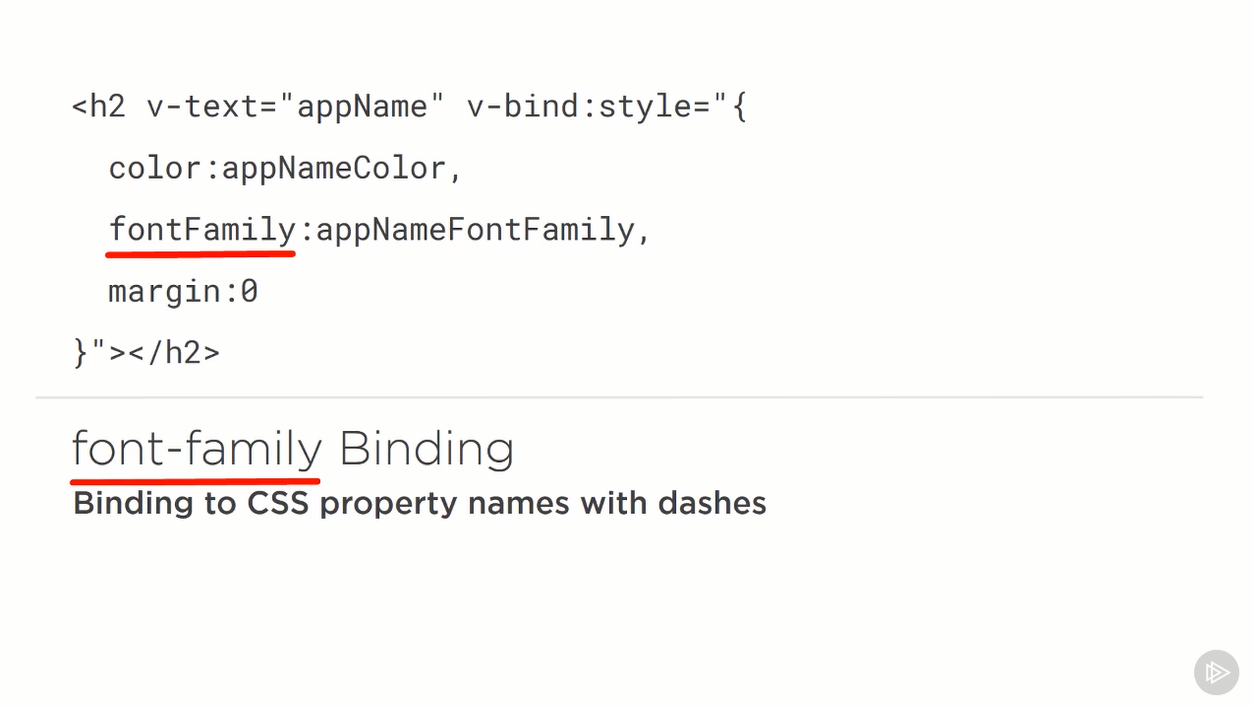 <h2 v-text="appName" v-bind:style="{
color:appNameColor,
fontFamily:appNameFontFamily,
margin:0
}"></h2>
font-family Binding
Binding to CSS property names with dashes